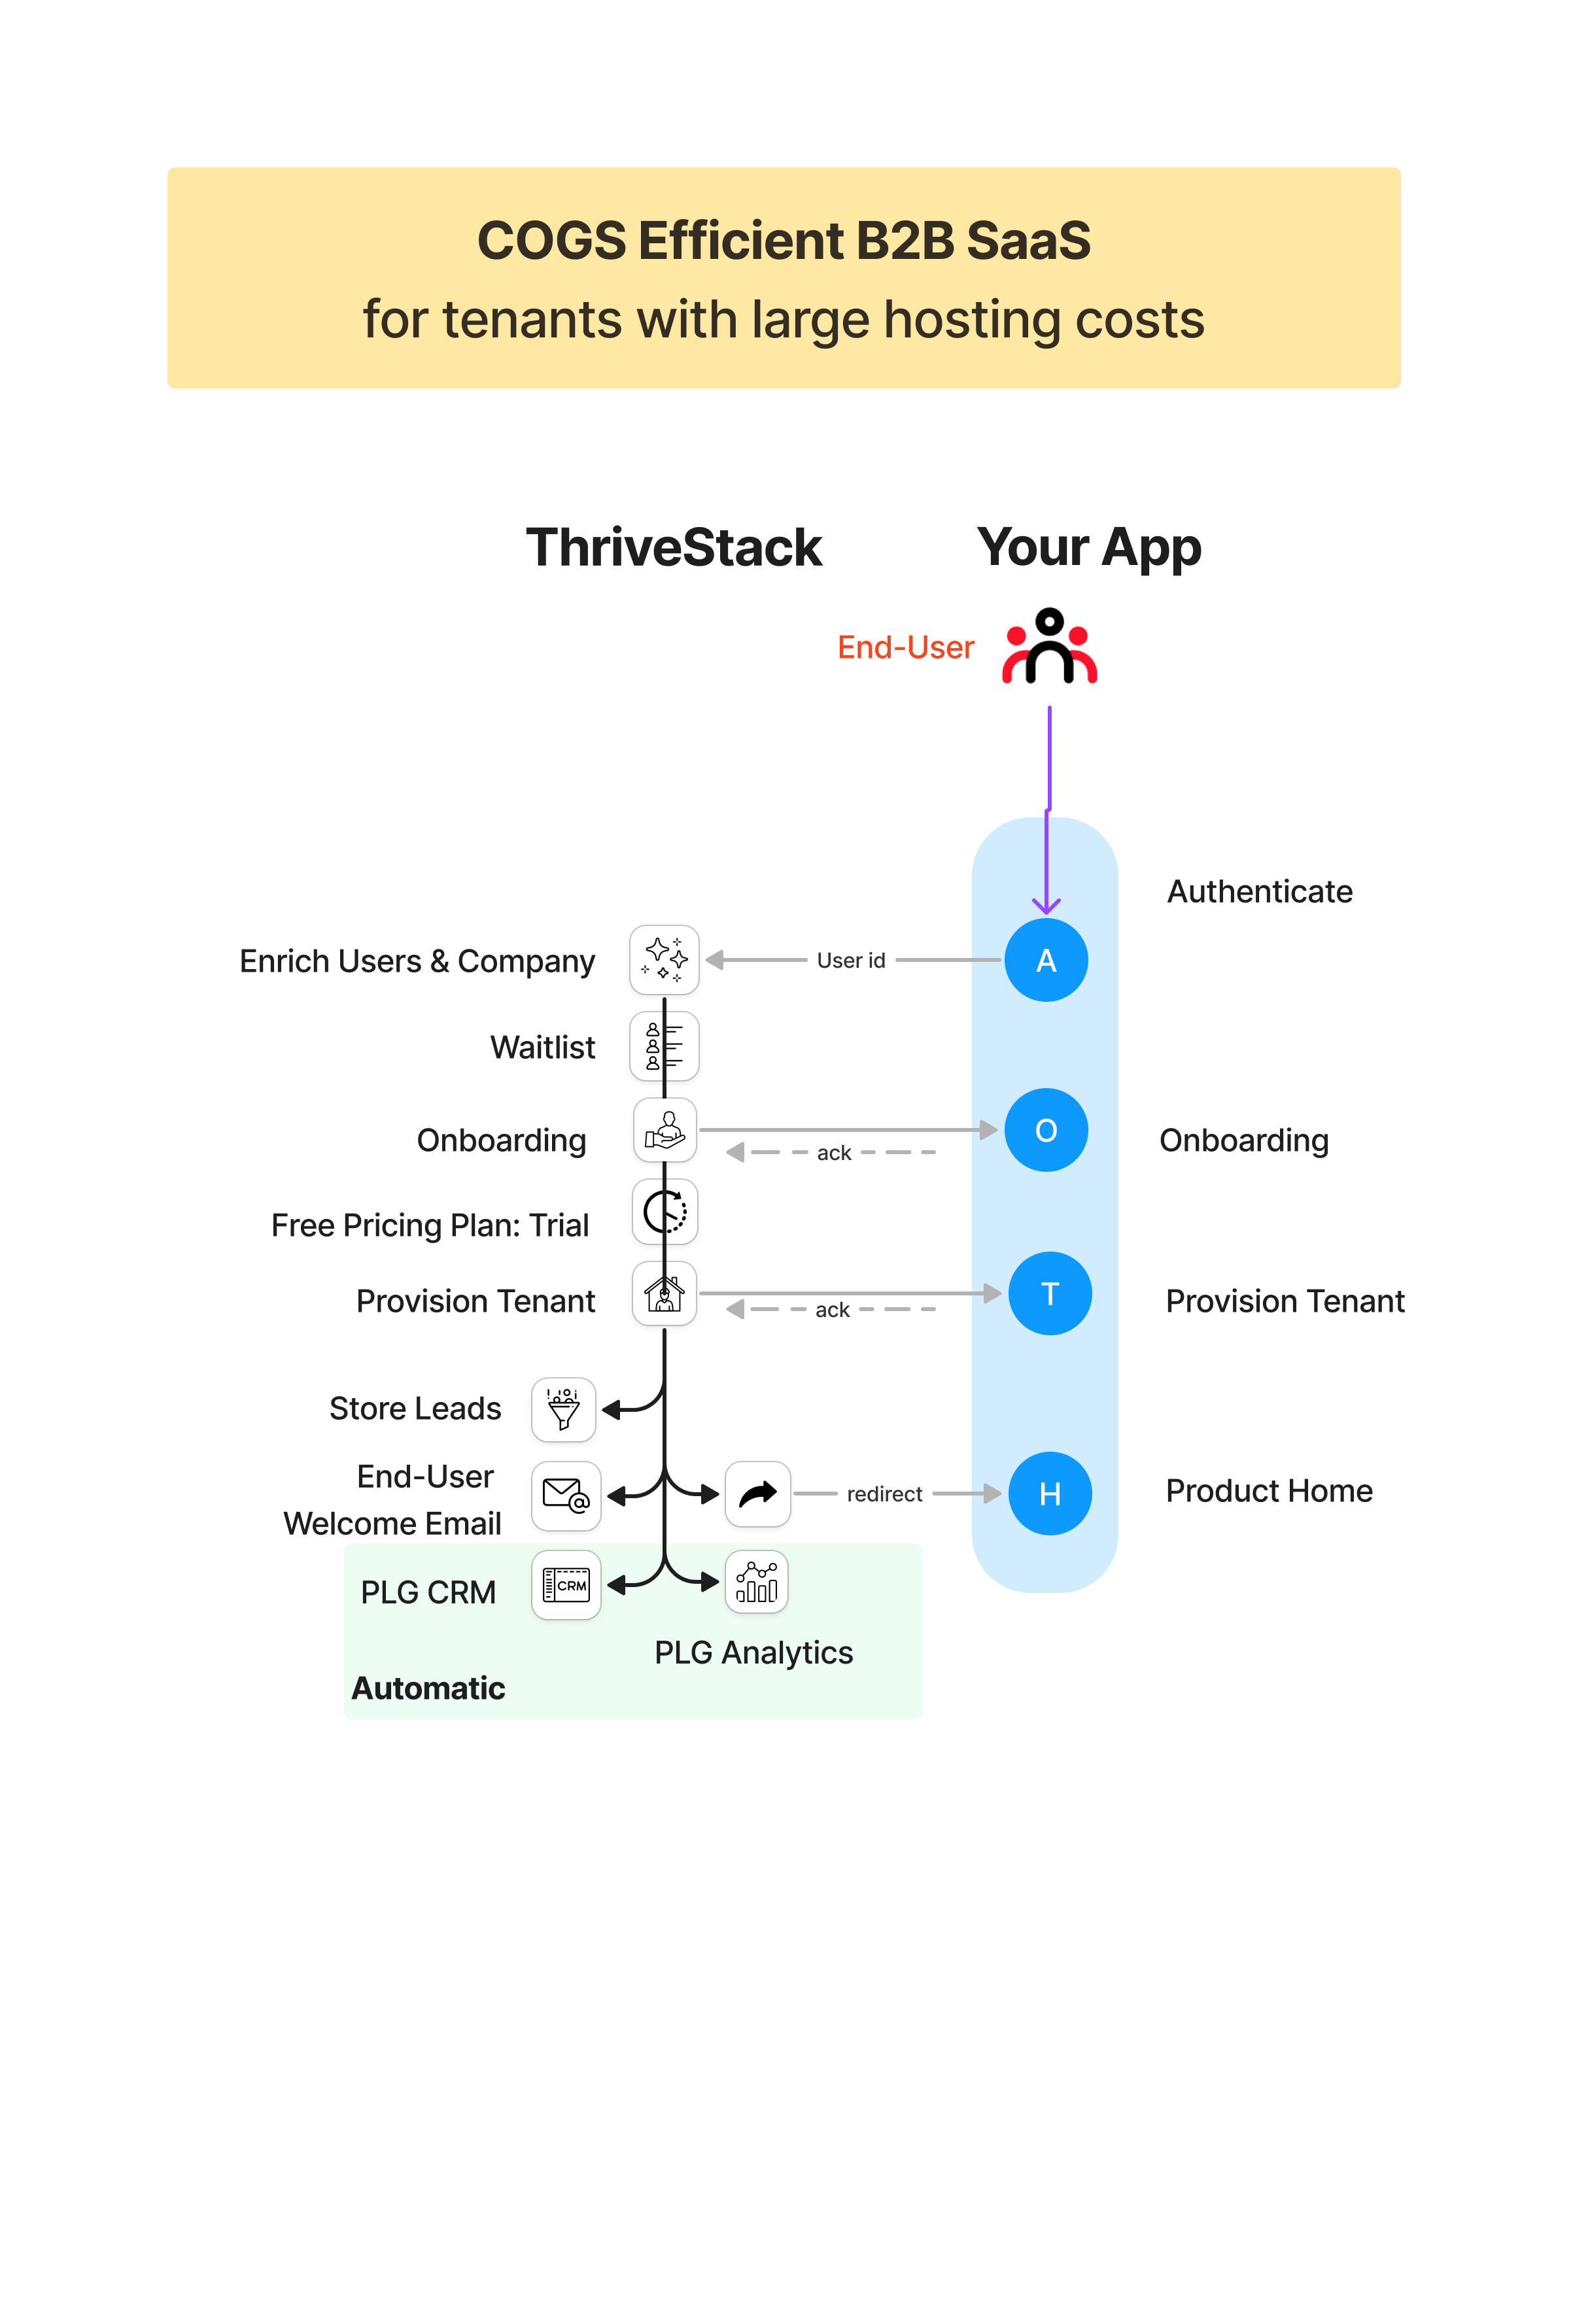 COGS Efficient B2B SaaS
for tenants with large hosting costs
ThriveStack
Your App
End-User
Authenticate
Enrich Users & Company
User id
A
Waitlist
Onboarding
ack
O
Onboarding
Free Pricing Plan: Trial
Provision Tenant
ack
T
Provision Tenant
Store Leads
End-User
Welcome Email
redirect
H
Product Home
PLG CRM
CRM
PLG Analytics
Automatic